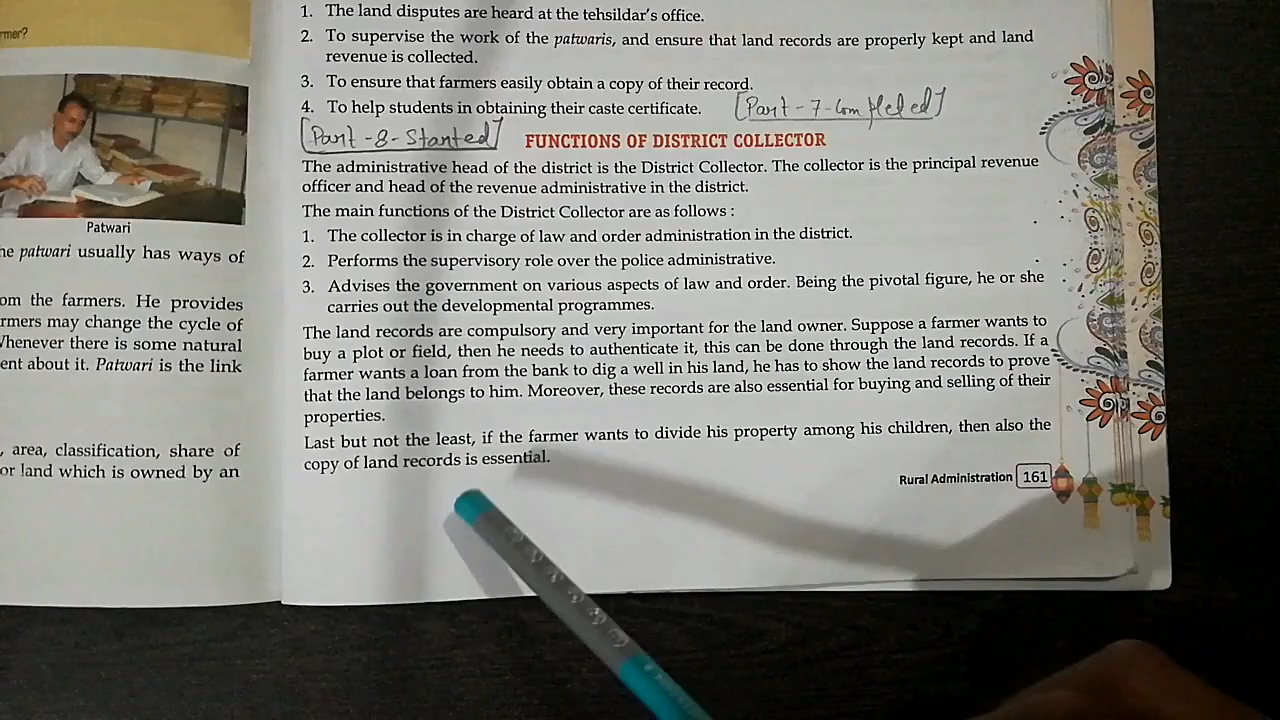 rmer?
Patwari
he patwari usually has ways of
om the farmers. He provides
rmers may change the cycle of
Whenever there is some natural
ent about it. Patwari is the link
, area, classification, share of
or land which is owned by an
1. The land disputes are heard at the tehsildar's office.
2. To supervise the work of the patwaris, and ensure that land records are properly kept and land
revenue is collected.
3. To ensure that farmers easily obtain a copy of their record.
4. To help students in obtaining their caste certificate. [Part-7-Completed]
[Part-8-Started] FUNCTIONS OF DISTRICT COLLECTOR
The administrative head of the district is the District Collector. The collector is the principal revenue
officer and head of the revenue administrative in the district.
The main functions of the District Collector are as follows :
1. The collector is in charge of law and order administration in the district.
2. Performs the supervisory role over the police administrative.
3. Advises the government on various aspects of law and order. Being the pivotal figure, he or she
carries out the developmental programmes.
The land records are compulsory and very important for the land owner. Suppose a farmer wants to
buy a plot or field, then he needs to authenticate it, this can be done through the land records. If a
farmer wants a loan from the bank to dig a well in his land, he has to show the land records to prove
that the land belongs to him. Moreover, these records are also essential for buying and selling of their
properties.
Last but not the least, if the farmer wants to divide his property among his children, then also the
copy of land records is essential.
Rural Administration 161